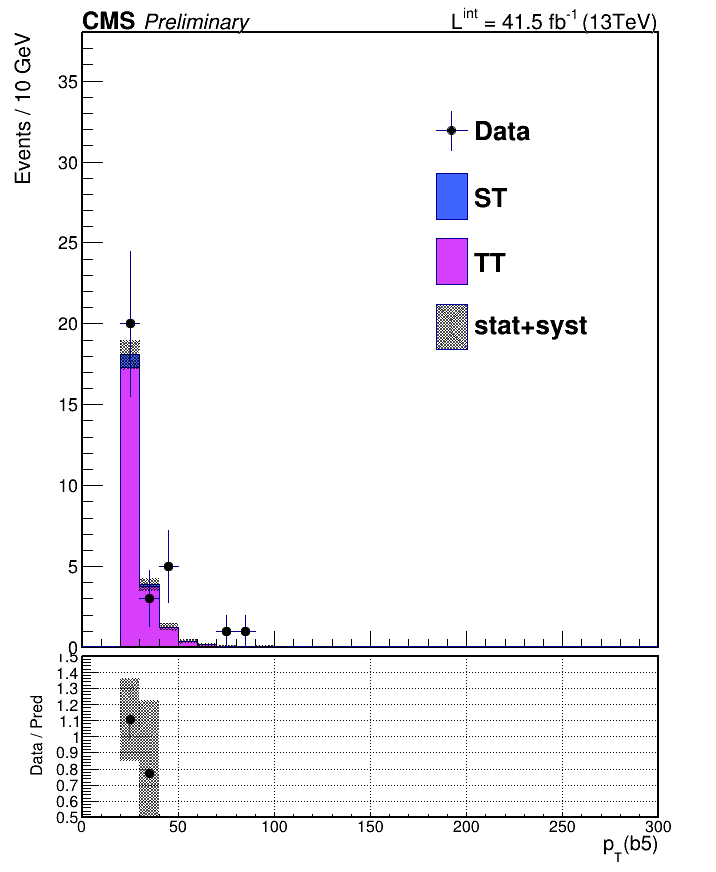 CMS Preliminary L^int = 41.5 fb^-1 (13TeV)
Events / 10 GeV
35
30
25
20
15
10
5
0
Data
ST
TT
stat+syst
Data / Pred
1.5
1.4
1.3
1.2
1.1
1
0.9
0.8
0.7
0.6
0.5
0 50 100 150 200 250 300
p_T(b5)